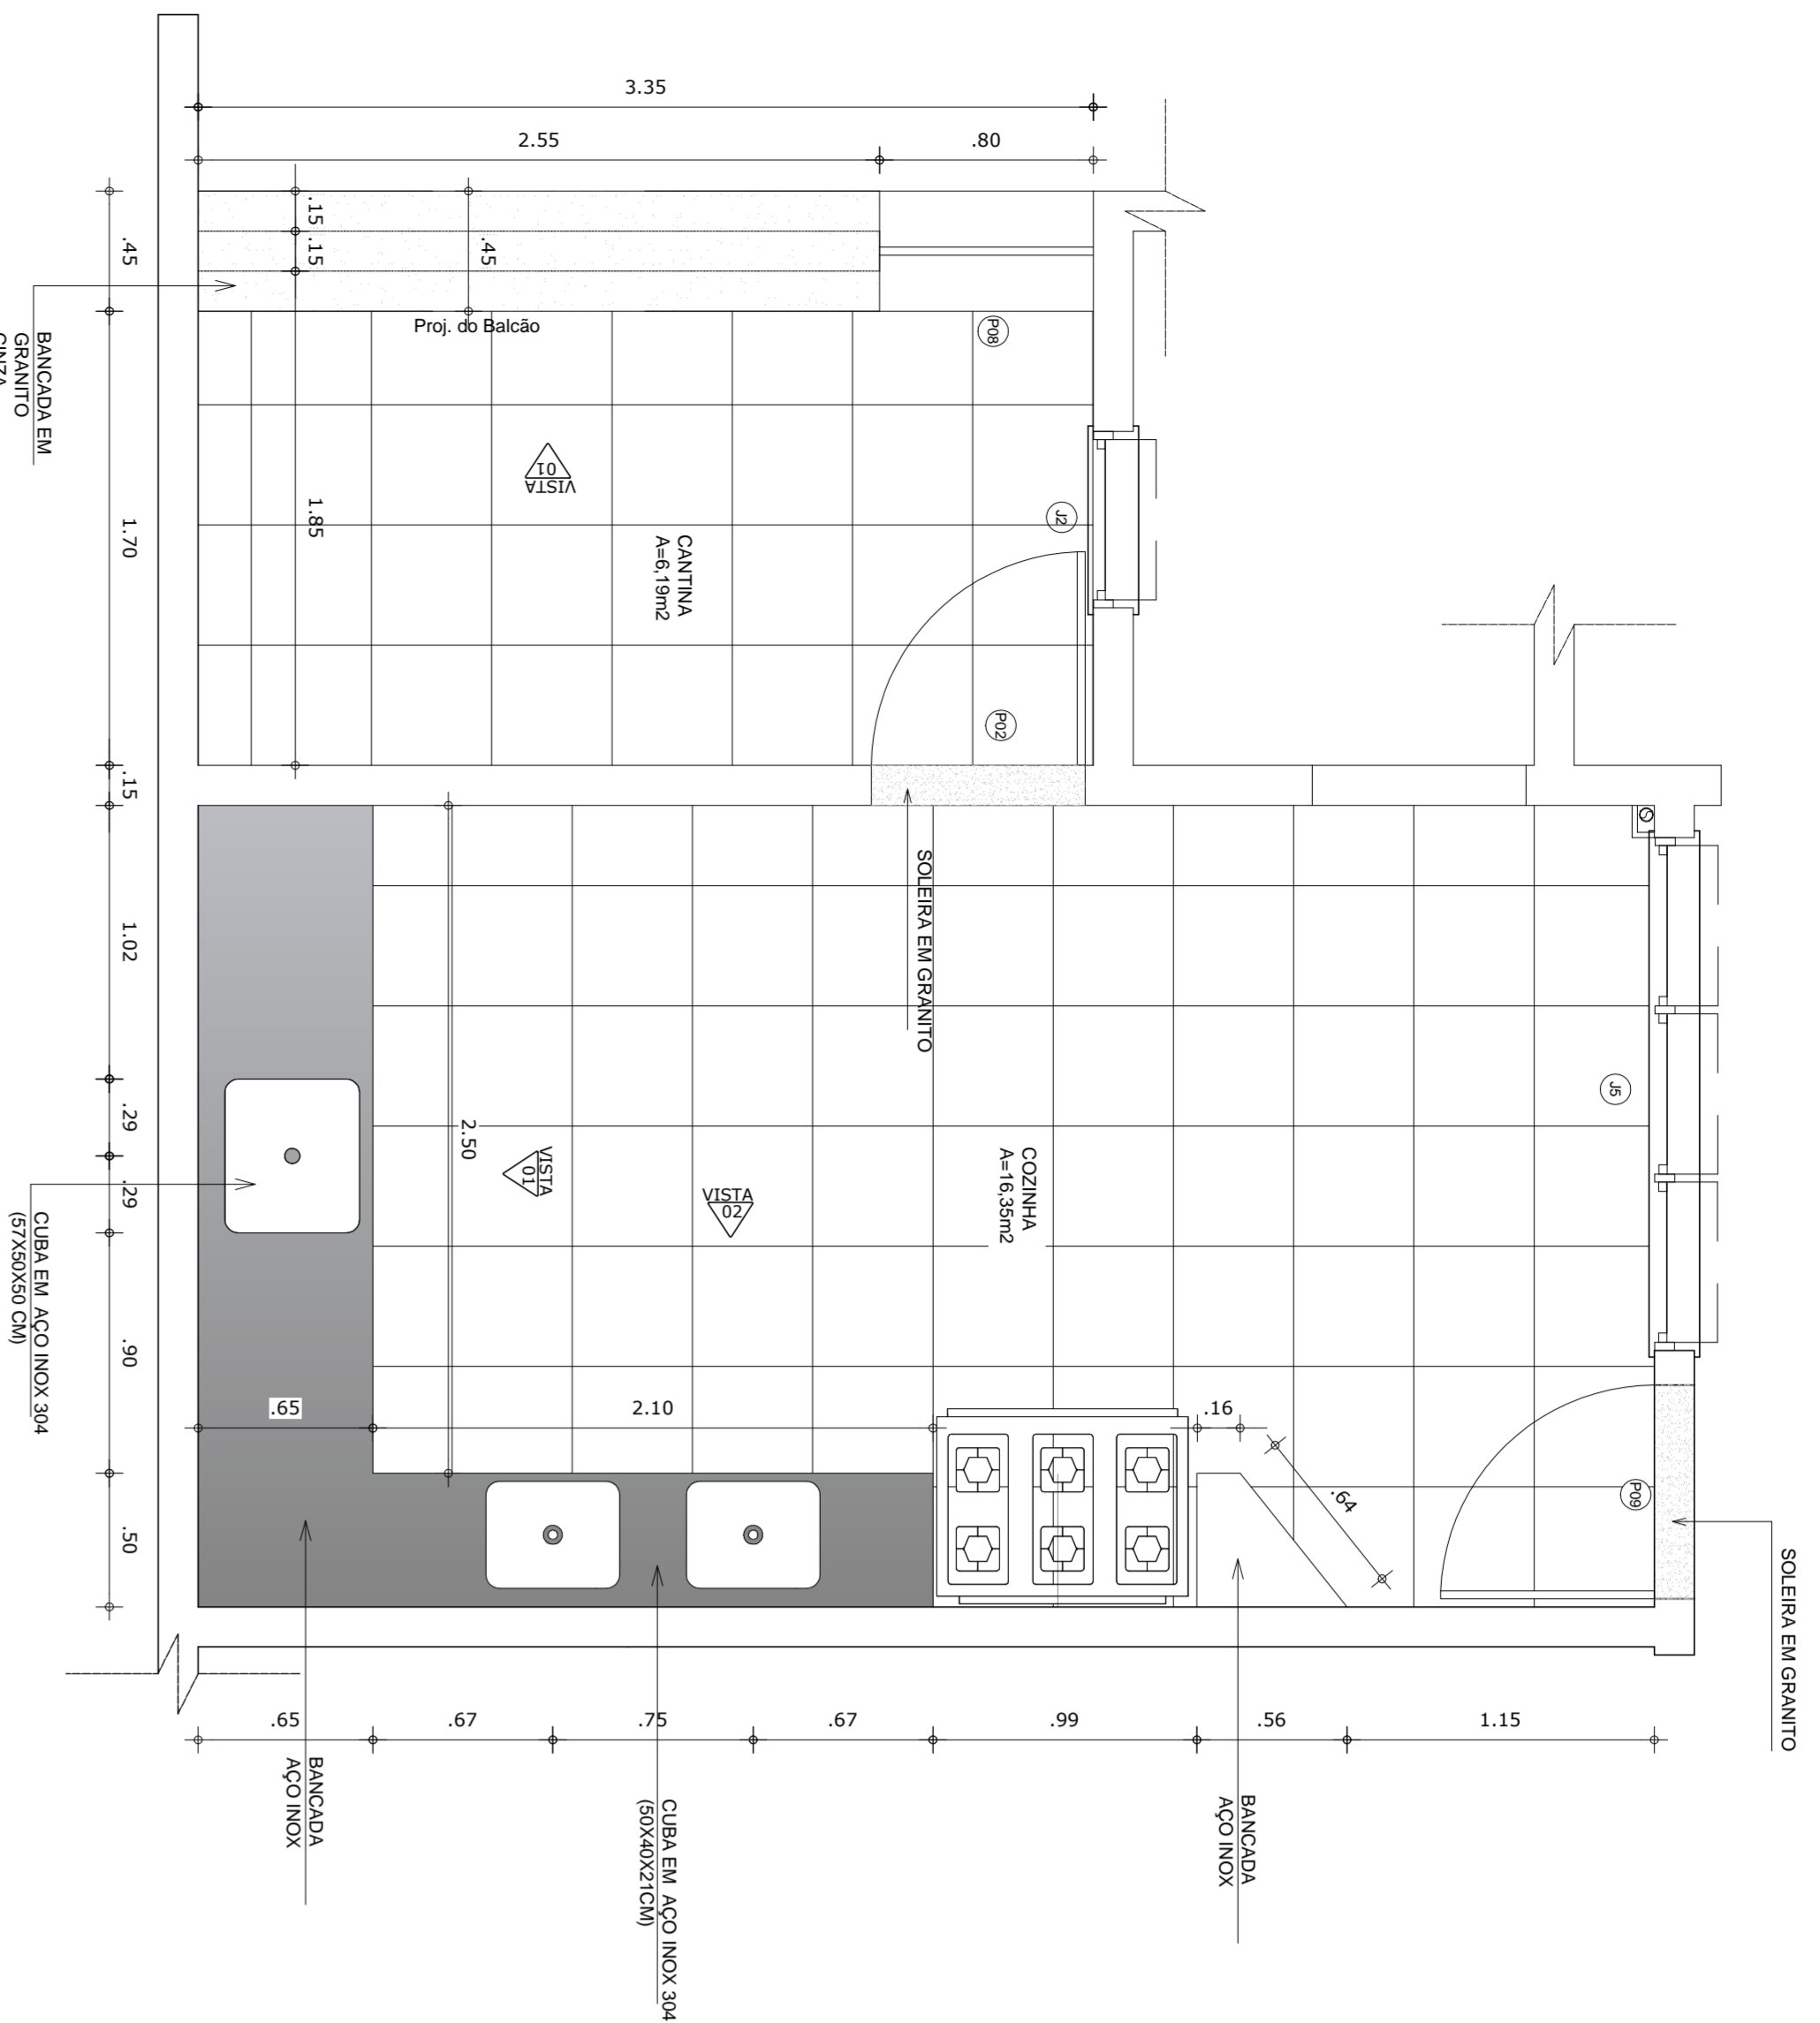 3.35
2.55
.80
.15
.15
.45
.45
Proj. do Balcão
P08
BANCADA EM
GRANITO
VISTA
01
1.85
1.70
J2
CANTINA
A=6,19m2
P02
.15
SOLEIRA EM GRANITO
1.02
J5
.29
.29
2.50
VISTA
01
VISTA
02
COZINHA
A=16,35m2
CUBA EM AÇO INOX 304
(57X50X50 CM)
.90
.65
2.10
.16
.64
P09
.50
SOLEIRA EM GRANITO
.65
.67
.75
.67
.99
.56
1.15
BANCADA
AÇO INOX
CUBA EM AÇO INOX 304
(50X40X21CM)
BANCADA
AÇO INOX